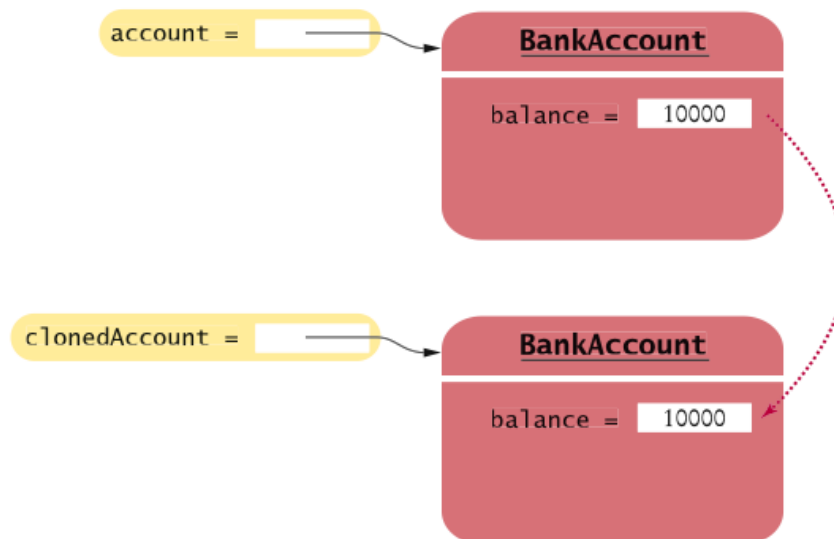 account =
BankAccount
balance = 10000
clonedAccount =
BankAccount
balance = 10000